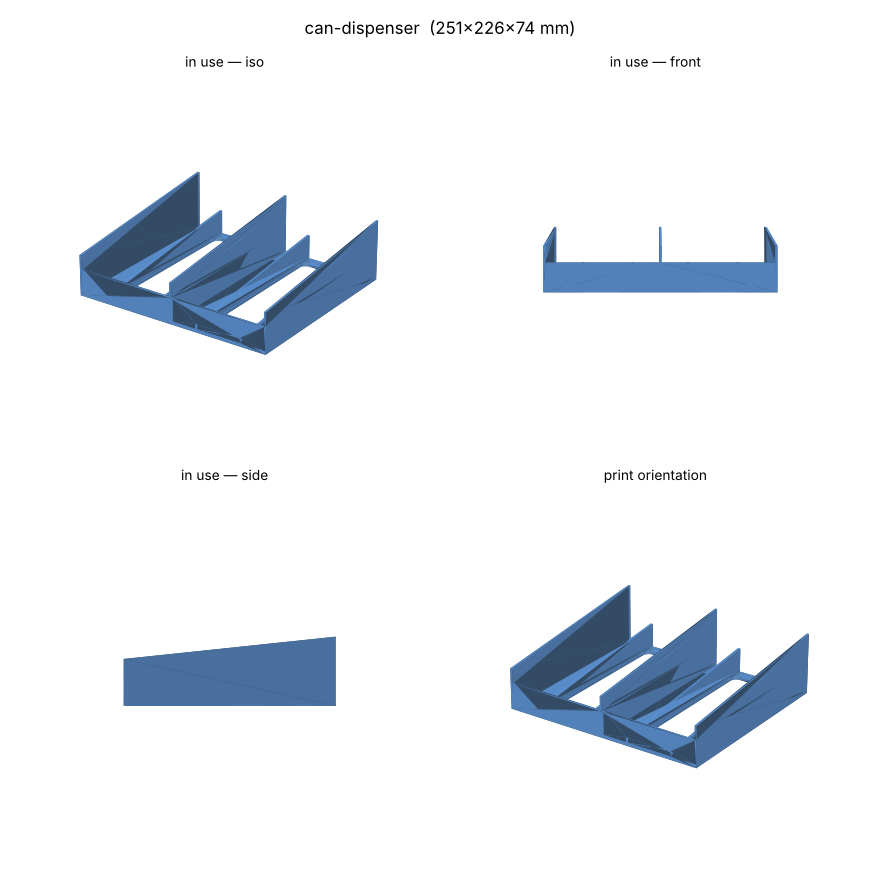 can-dispenser (251×226×74 mm)
in use — iso
in use — front
in use — side
print orientation